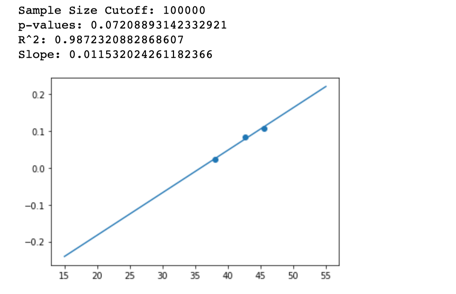 Sample Size Cutoff: 100000
p-values: 0.07208893142332921
R^2: 0.9872320882868607
Slope: 0.011532024261182366
0.2
0.1
0.0
−0.1
−0.2
15 20 25 30 35 40 45 50 55